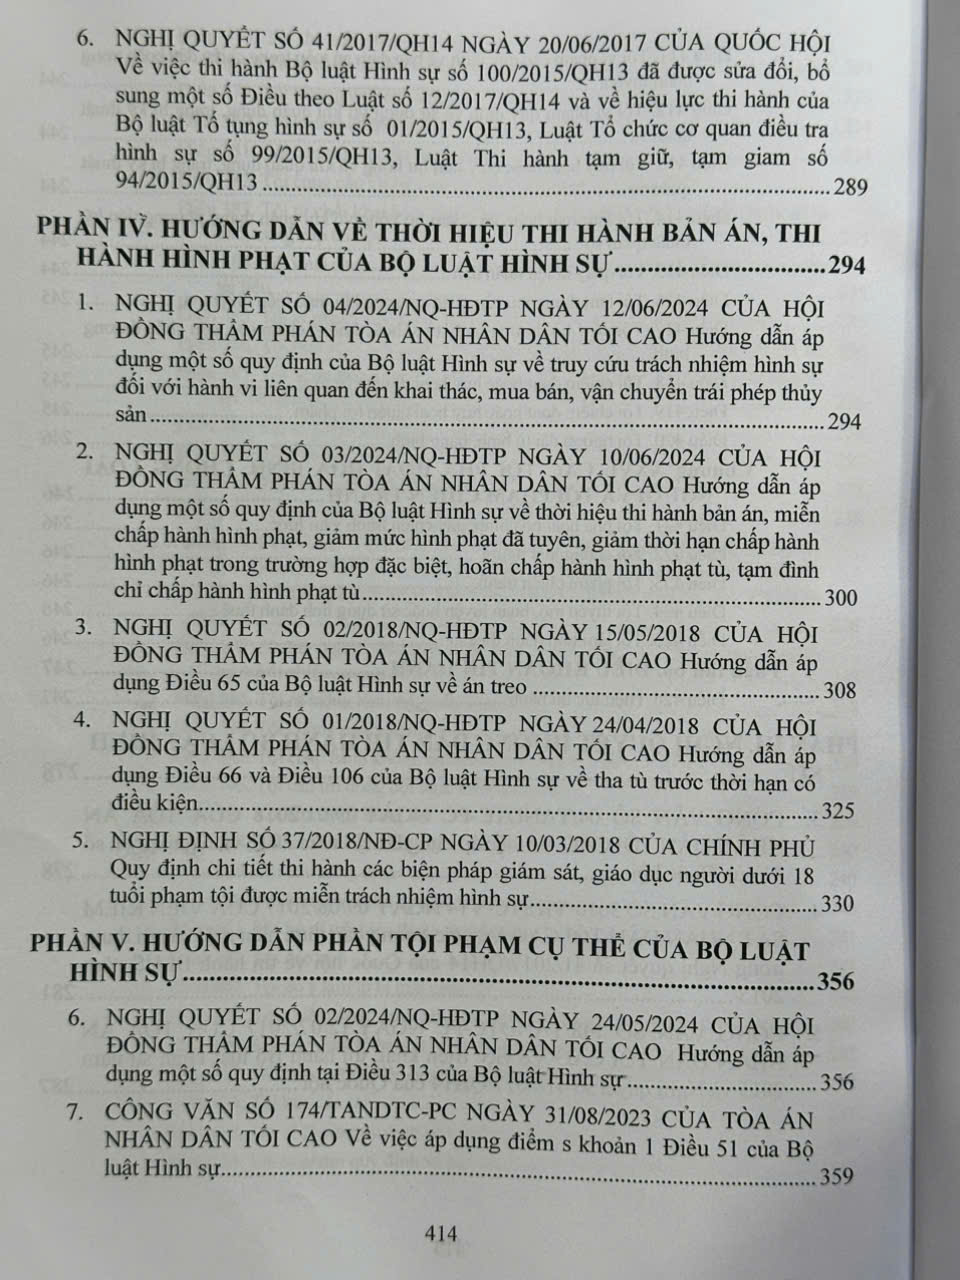 6. NGHỊ QUYẾT SỐ 41/2017/QH14 NGÀY 20/06/2017 CỦA QUỐC HỘI
Về việc thi hành Bộ luật Hình sự số 100/2015/QH13 đã được sửa đổi, bổ
sung một số Điều theo Luật số 12/2017/QH14 và về hiệu lực thi hành của
Bộ luật Tố tụng hình sự số 01/2015/QH13, Luật Tổ chức cơ quan điều tra
hình sự số 99/2015/QH13, Luật Thi hành tạm giữ, tạm giam số
94/2015/QH13 ........ 289
PHẦN IV. HƯỚNG DẪN VỀ THỜI HIỆU THI HÀNH BẢN ÁN, THI
HÀNH HÌNH PHẠT CỦA BỘ LUẬT HÌNH SỰ ........ 294
1. NGHỊ QUYẾT SỐ 04/2024/NQ-HĐTP NGÀY 12/06/2024 CỦA HỘI
ĐỒNG THẨM PHÁN TÒA ÁN NHÂN DÂN TỐI CAO Hướng dẫn áp
dụng một số quy định của Bộ luật Hình sự về truy cứu trách nhiệm hình sự
đối với hành vi liên quan đến khai thác, mua bán, vận chuyển trái phép thủy
sản ........ 294
2. NGHỊ QUYẾT SỐ 03/2024/NQ-HĐTP NGÀY 10/06/2024 CỦA HỘI
ĐỒNG THẨM PHÁN TÒA ÁN NHÂN DÂN TỐI CAO Hướng dẫn áp
dụng một số quy định của Bộ luật Hình sự về thời hiệu thi hành bản án, miễn
chấp hành hình phạt, giảm mức hình phạt đã tuyên, giảm thời hạn chấp hành
hình phạt trong trường hợp đặc biệt, hoãn chấp hành hình phạt tù, tạm đình
chỉ chấp hành hình phạt tù ........ 300
3. NGHỊ QUYẾT SỐ 02/2018/NQ-HĐTP NGÀY 15/05/2018 CỦA HỘI
ĐỒNG THẨM PHÁN TÒA ÁN NHÂN DÂN TỐI CAO Hướng dẫn áp
dụng Điều 65 của Bộ luật Hình sự về án treo ........ 308
4. NGHỊ QUYẾT SỐ 01/2018/NQ-HĐTP NGÀY 24/04/2018 CỦA HỘI
ĐỒNG THẨM PHÁN TÒA ÁN NHÂN DÂN TỐI CAO Hướng dẫn áp
dụng Điều 66 và Điều 106 của Bộ luật Hình sự về tha tù trước thời hạn có
điều kiện ........ 325
5. NGHỊ ĐỊNH SỐ 37/2018/NĐ-CP NGÀY 10/03/2018 CỦA CHÍNH PHỦ
Quy định chi tiết thi hành các biện pháp giám sát, giáo dục người dưới 18
tuổi phạm tội được miễn trách nhiệm hình sự ........ 330
PHẦN V. HƯỚNG DẪN PHẦN TỘI PHẠM CỤ THỂ CỦA BỘ LUẬT
HÌNH SỰ ........ 356
6. NGHỊ QUYẾT SỐ 02/2024/NQ-HĐTP NGÀY 24/05/2024 CỦA HỘI
ĐỒNG THẨM PHÁN TÒA ÁN NHÂN DÂN TỐI CAO Hướng dẫn áp
dụng một số quy định tại Điều 313 của Bộ luật Hình sự ........ 356
7. CÔNG VĂN SỐ 174/TANDTC-PC NGÀY 31/08/2023 CỦA TÒA ÁN
NHÂN DÂN TỐI CAO Về việc áp dụng điểm s khoản 1 Điều 51 của Bộ
luật Hình sự ........ 359
414